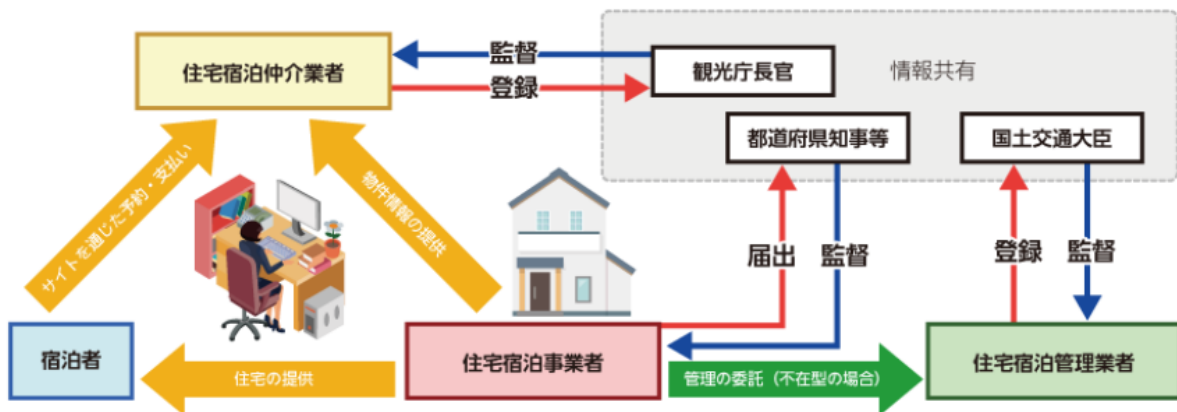 住宅宿泊仲介業者
監督
登録
観光庁長官
情報共有
都道府県知事等
国土交通大臣
サイトを通じた予約・支払い
物件情報の提供
届出
監督
登録
監督
宿泊者
住宅の提供
住宅宿泊事業者
管理の委託（不在型の場合）
住宅宿泊管理業者